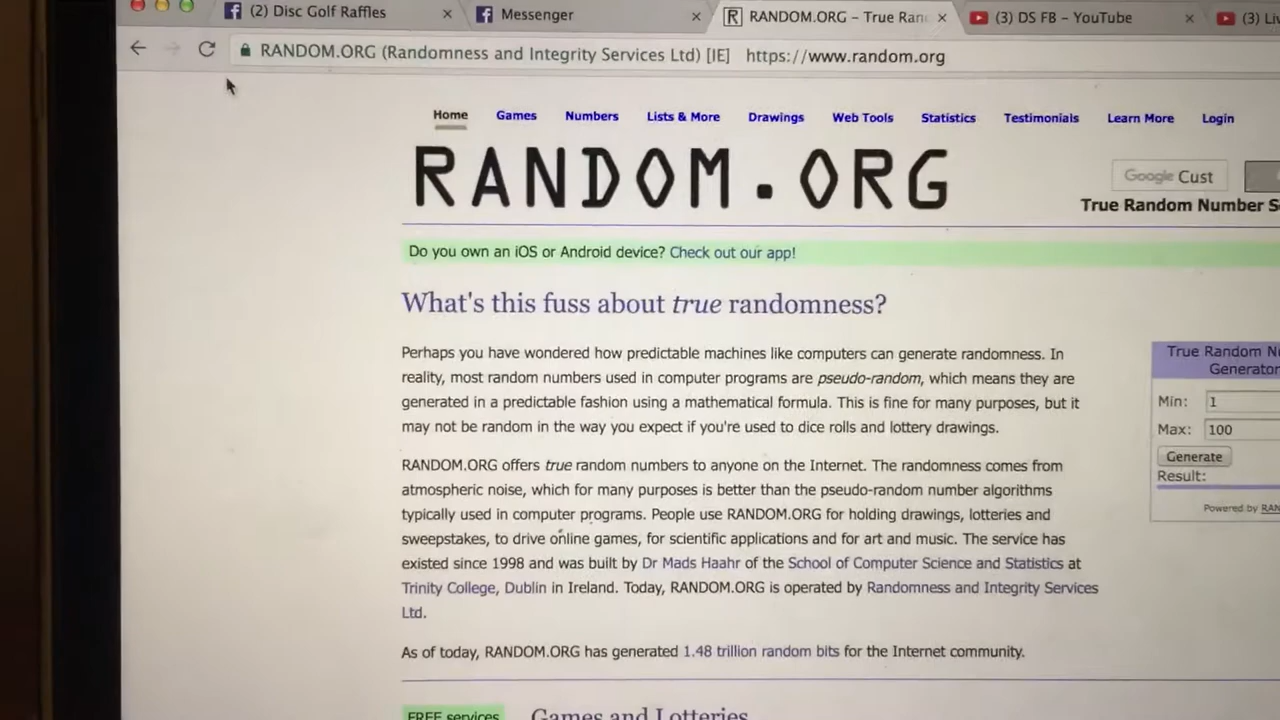 (2) Disc Golf Raffles
Messenger
RANDOM.ORG – True Ran
(3) DS FB – YouTube
RANDOM.ORG (Randomness and Integrity Services Ltd) [IE] https://www.random.org
Home Games Numbers Lists & More Drawings Web Tools Statistics Testimonials Learn More Login
RANDOM.ORG
Google Cust
True Random Number S
Do you own an iOS or Android device? Check out our app!
What's this fuss about true randomness?
Perhaps you have wondered how predictable machines like computers can generate randomness. In
reality, most random numbers used in computer programs are pseudo-random, which means they are
generated in a predictable fashion using a mathematical formula. This is fine for many purposes, but it
may not be random in the way you expect if you're used to dice rolls and lottery drawings.
RANDOM.ORG offers true random numbers to anyone on the Internet. The randomness comes from
atmospheric noise, which for many purposes is better than the pseudo-random number algorithms
typically used in computer programs. People use RANDOM.ORG for holding drawings, lotteries and
sweepstakes, to drive online games, for scientific applications and for art and music. The service has
existed since 1998 and was built by Dr Mads Haahr of the School of Computer Science and Statistics at
Trinity College, Dublin in Ireland. Today, RANDOM.ORG is operated by Randomness and Integrity Services
Ltd.
As of today, RANDOM.ORG has generated 1.48 trillion random bits for the Internet community.
True Random Nu
Generator
Min: 1
Max: 100
Generate
Result:
Powered by RAN
FREE services
Games and Lotteries